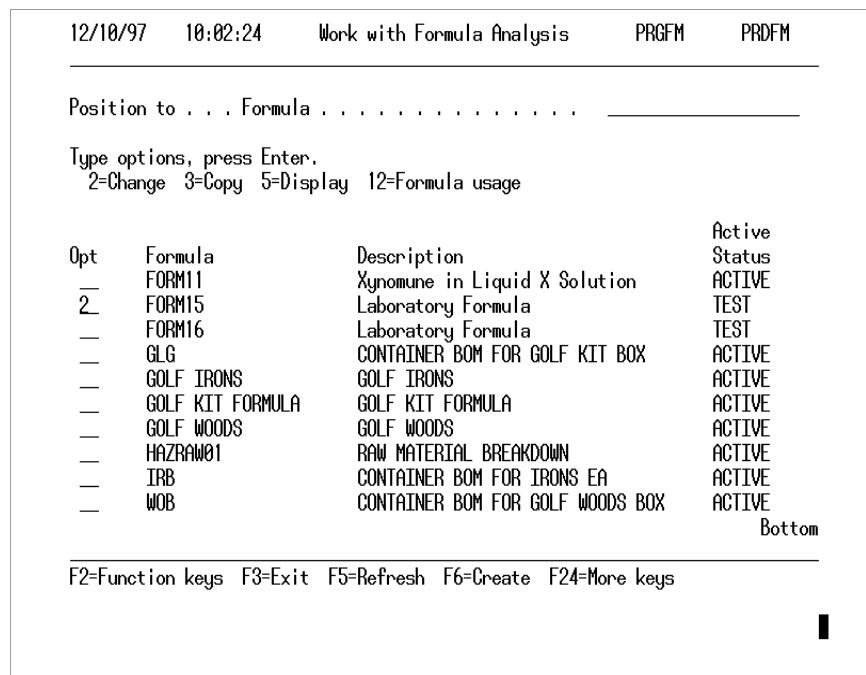 12/10/97 10:02:24 Work with Formula Analysis PRGFM PRDFM
Position to . . . Formula . . . . . . . . . . . . . .
Type options, press Enter.
2=Change 3=Copy 5=Display 12=Formula usage
Active
Opt Formula Description Status
FORM11 Xynomune in Liquid X Solution ACTIVE
2 FORM15 Laboratory Formula TEST
FORM16 Laboratory Formula TEST
GLG CONTAINER BOM FOR GOLF KIT BOX ACTIVE
GOLF IRONS GOLF IRONS ACTIVE
GOLF KIT FORMULA GOLF KIT FORMULA ACTIVE
GOLF WOODS GOLF WOODS ACTIVE
HAZRAW01 RAW MATERIAL BREAKDOWN ACTIVE
IRB CONTAINER BOM FOR IRONS EA ACTIVE
WOB CONTAINER BOM FOR GOLF WOODS BOX ACTIVE
Bottom
F2=Function keys F3=Exit F5=Refresh F6=Create F24=More keys